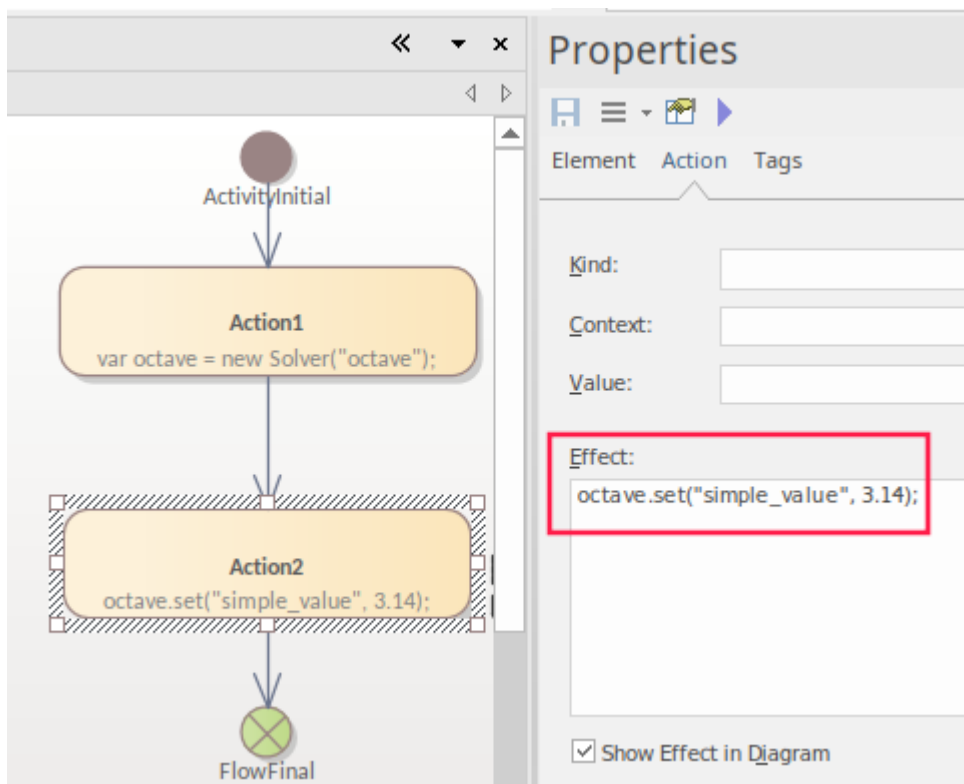 ActivityInitial
Action1
var octave = new Solver("octave");
Action2
octave.set("simple_value", 3.14);
FlowFinal
Properties
Element Action Tags
Kind:
Context:
Value:
Effect:
octave.set("simple_value", 3.14);
Show Effect in Diagram